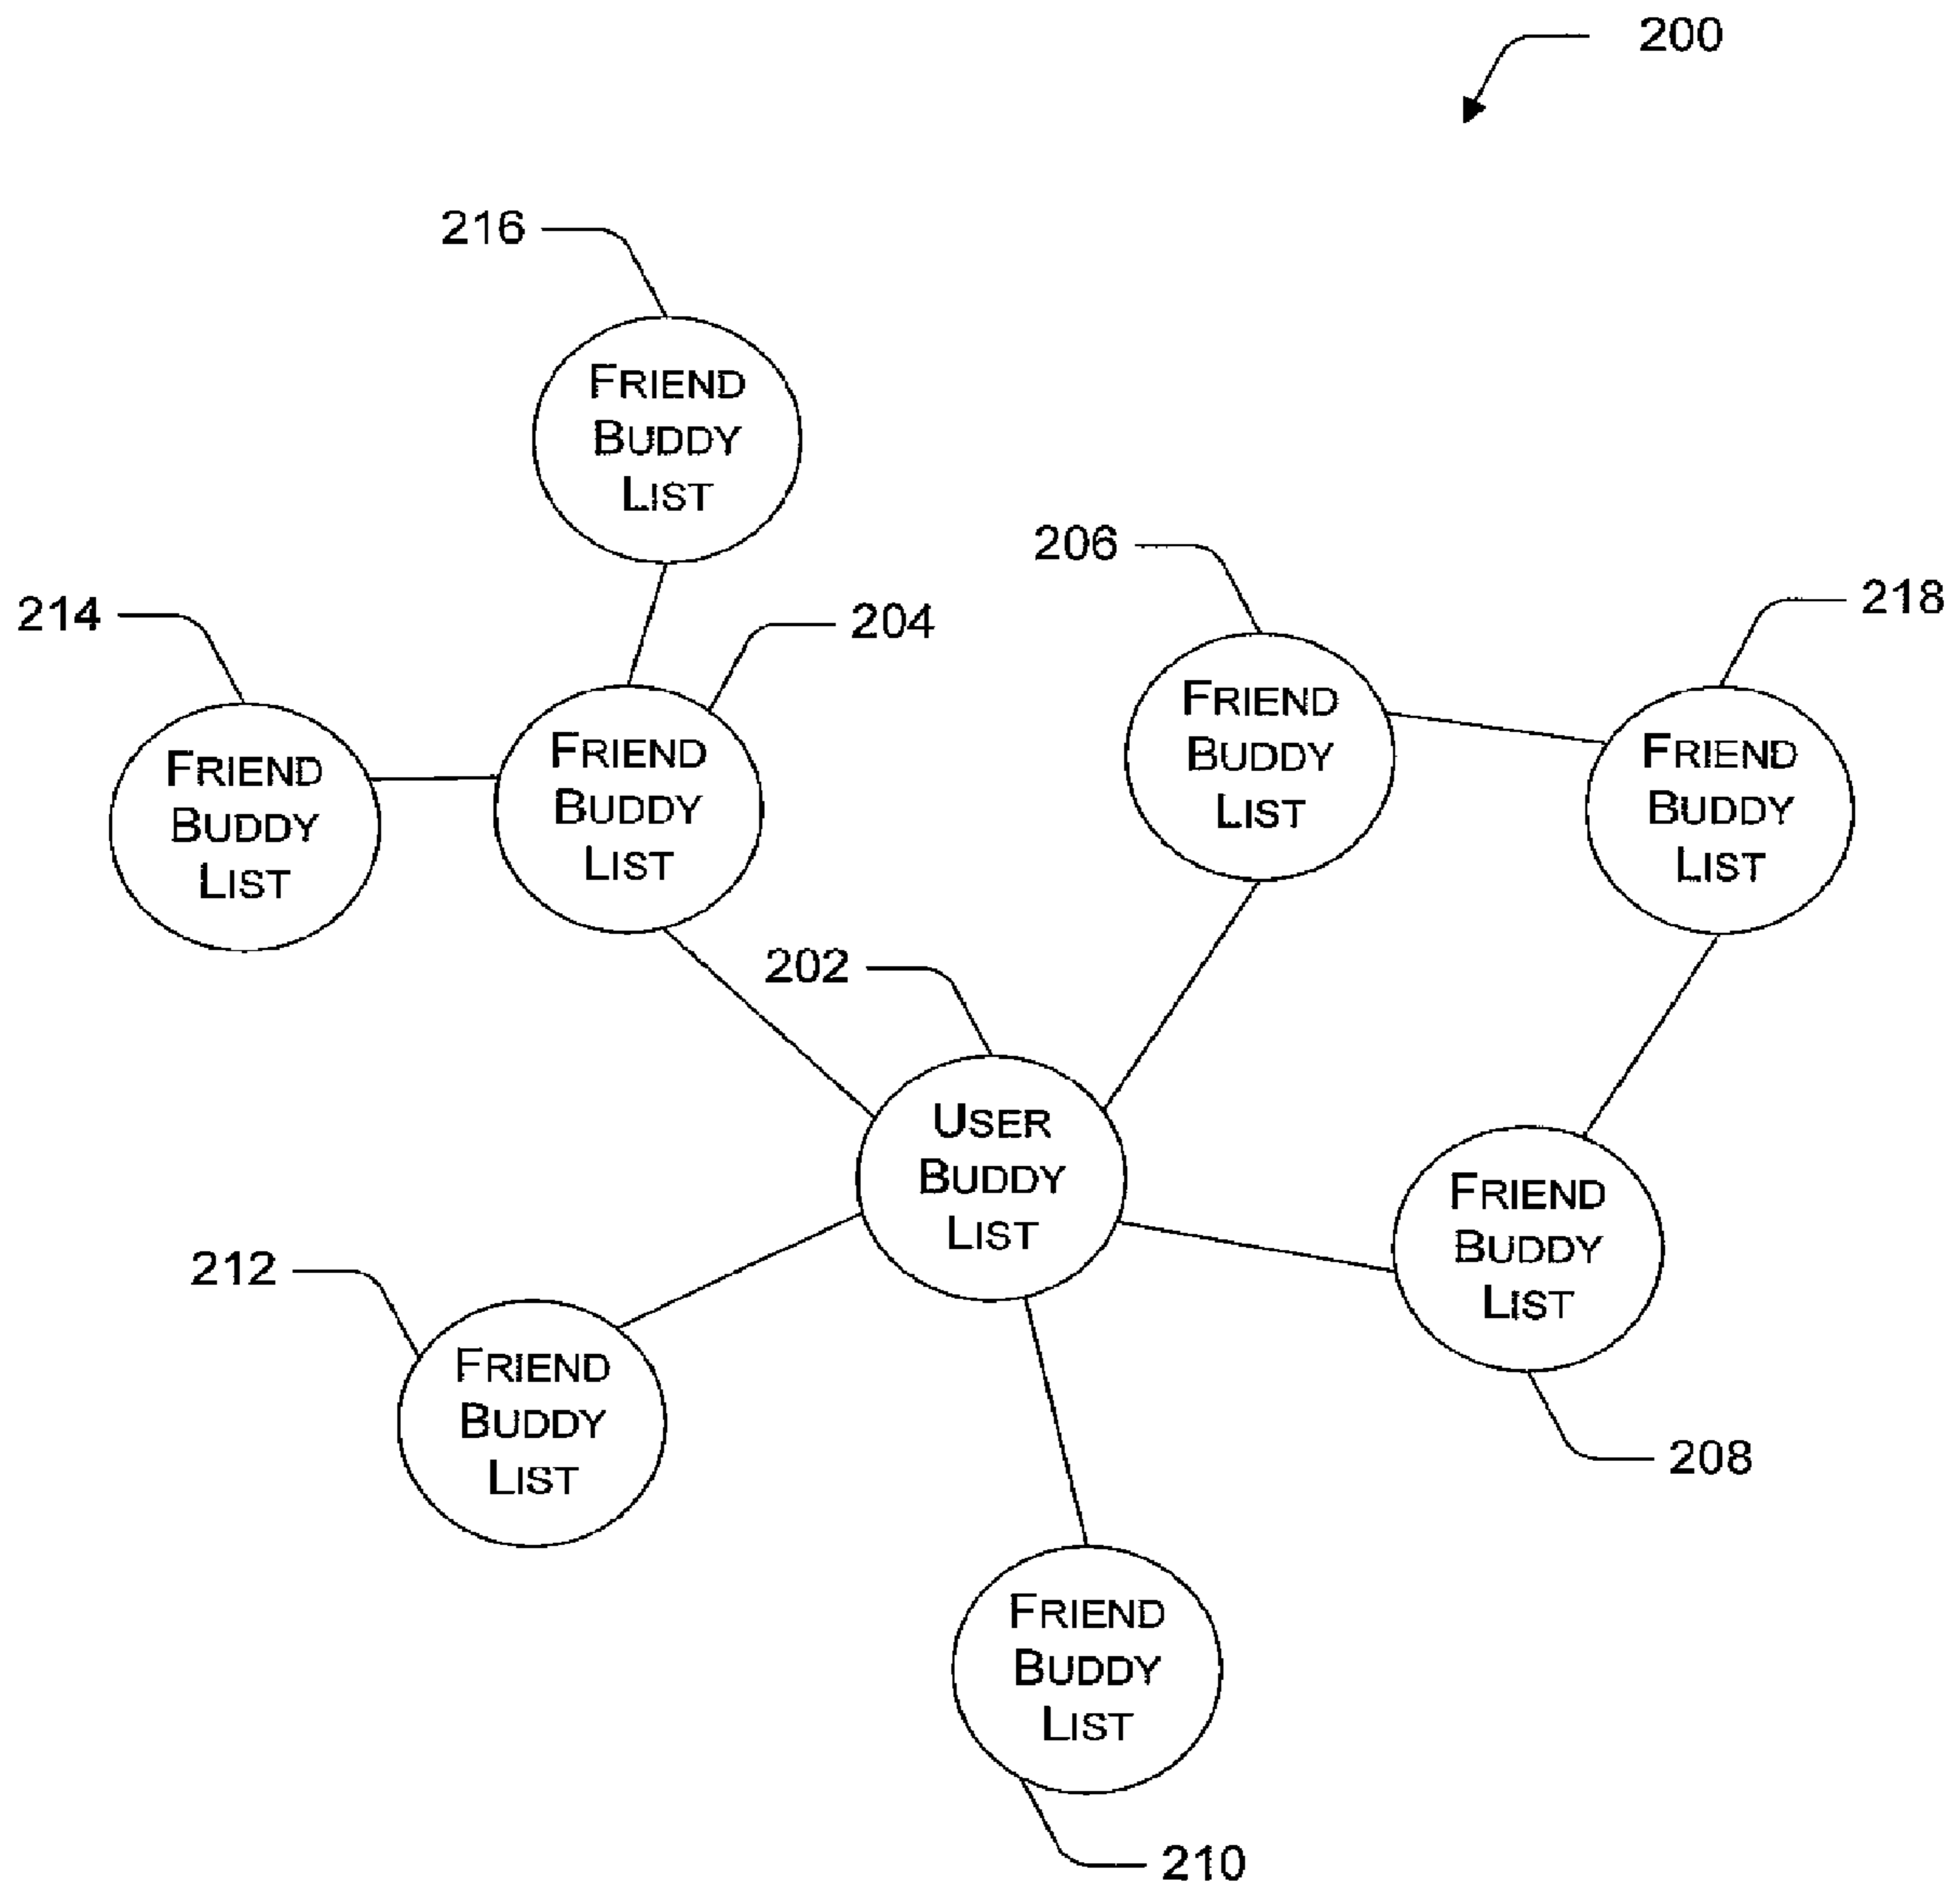 200
216
FRIEND
BUDDY
LIST
206
218
214
204
FRIEND
BUDDY
LIST
FRIEND
BUDDY
LIST
FRIEND
BUDDY
LIST
FRIEND
BUDDY
LIST
202
USER
BUDDY
LIST
FRIEND
BUDDY
LIST
212
FRIEND
BUDDY
LIST
208
FRIEND
BUDDY
LIST
210